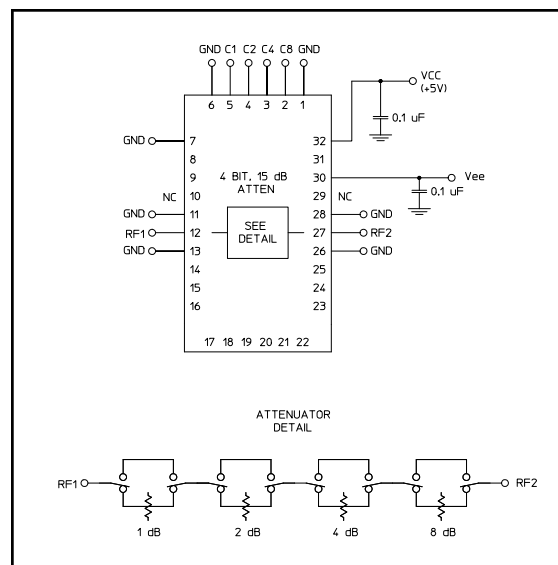 GND C1 C2 C4 C8 GND
6 5 4 3 2 1
VCC
(+5V)
0.1 uF
GND 7 32
8 31
9 4 BIT, 15 dB 30 Vee
ATTEN
0.1 uF
NC 10 29 NC
GND 11 28 GND
RF1 12 SEE 27 RF2
DETAIL
GND 13 26 GND
14 25
15 24
16 23
17 18 19 20 21 22
ATTENUATOR
DETAIL
RF1 RF2
1 dB 2 dB 4 dB 8 dB